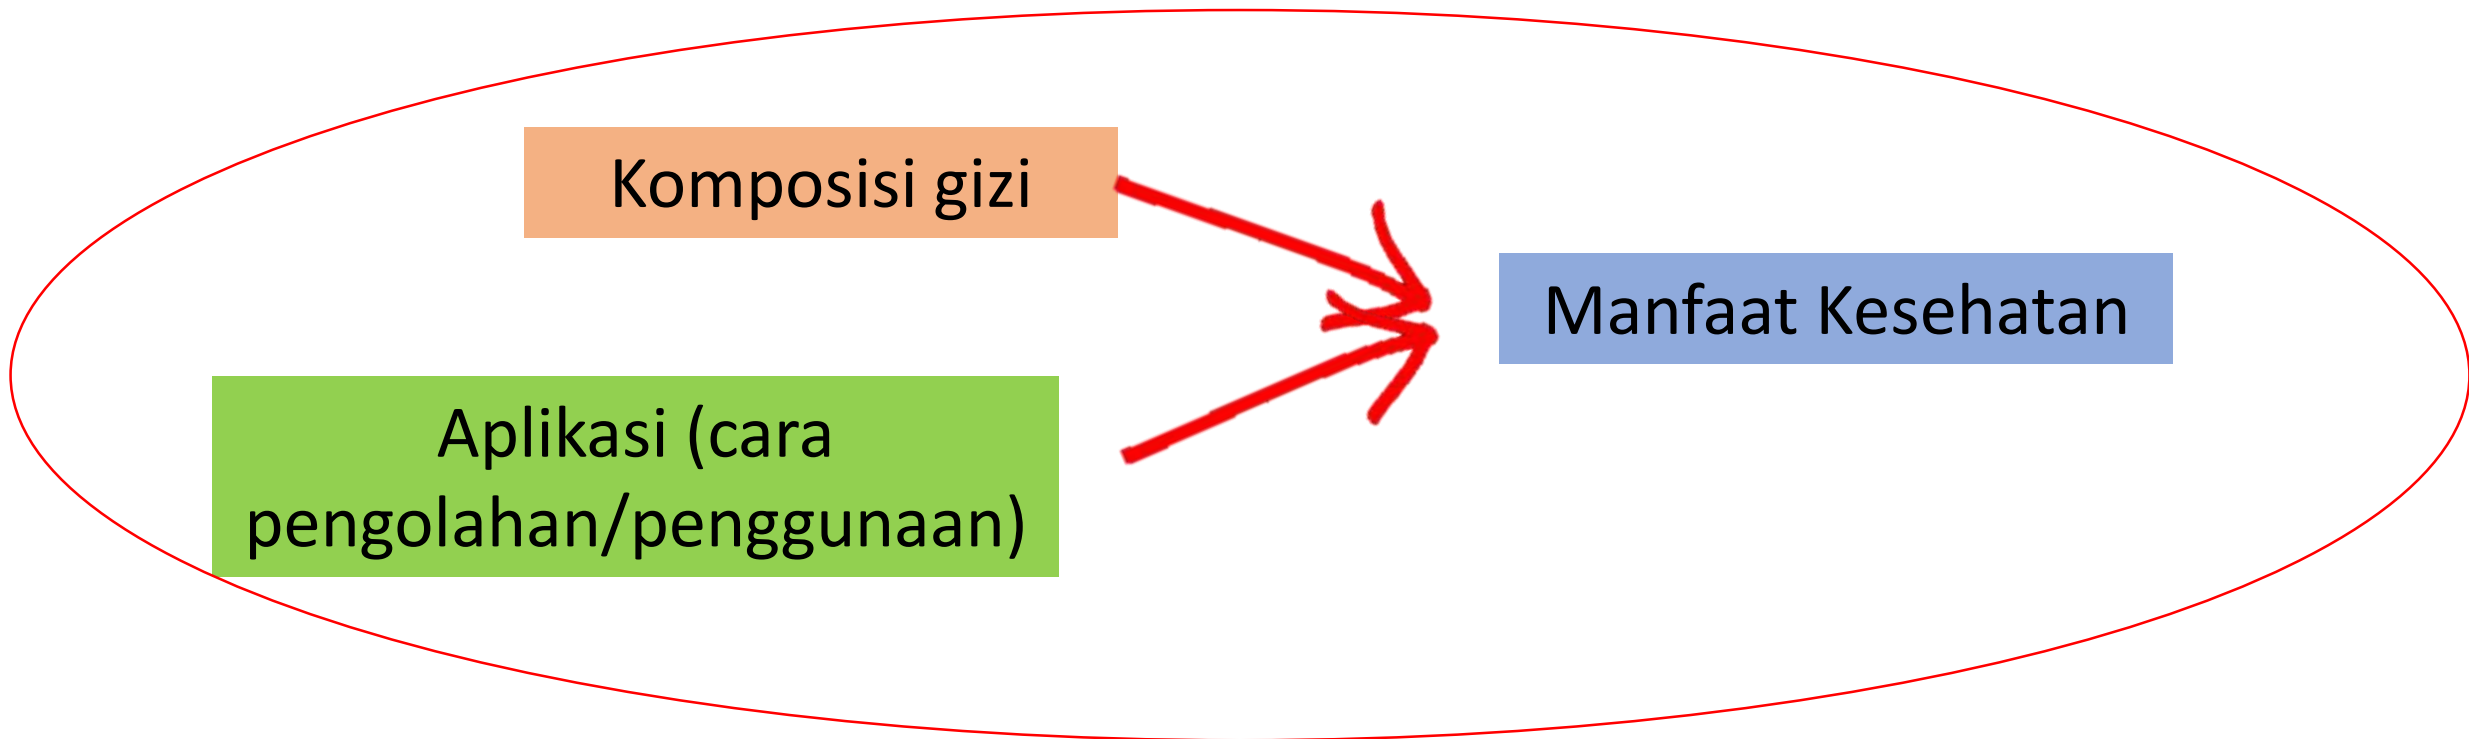 Komposisi gizi
Manfaat Kesehatan
Aplikasi (cara
pengolahan/penggunaan)